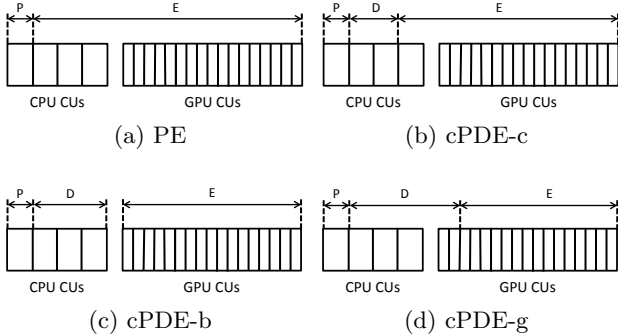 P E
CPU CUs GPU CUs
(a) PE
P D E
CPU CUs GPU CUs
(b) cPDE-c
P D E
CPU CUs GPU CUs
(c) cPDE-b
P D E
CPU CUs GPU CUs
(d) cPDE-g